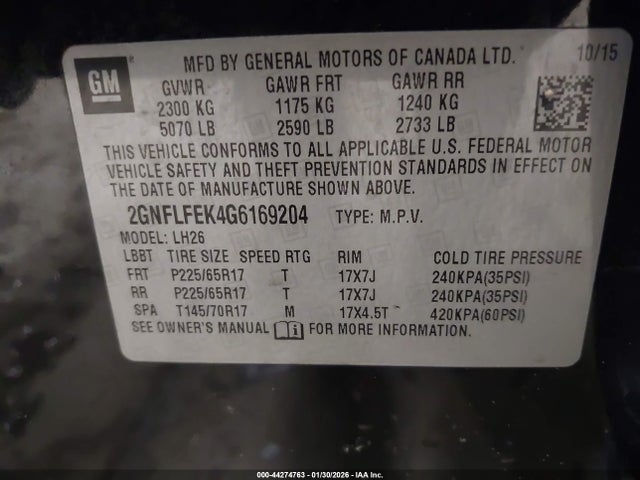 GM
MFD BY GENERAL MOTORS OF CANADA LTD. 10/15
GVWR GAWR FRT GAWR RR
2300 KG 1175 KG 1240 KG
5070 LB 2590 LB 2733 LB
THIS VEHICLE CONFORMS TO ALL APPLICABLE U.S. FEDERAL MOTOR
VEHICLE SAFETY AND THEFT PREVENTION STANDARDS IN EFFECT ON
THE DATE OF MANUFACTURE SHOWN ABOVE.
2GNFLFEK4G6169204 TYPE: M.P.V.
MODEL: LH26
LBBT TIRE SIZE SPEED RTG RIM COLD TIRE PRESSURE
FRT P225/65R17 T 17X7J 240KPA(35PSI)
RR P225/65R17 T 17X7J 240KPA(35PSI)
SPA T145/70R17 M 17X4.5T 420KPA(60PSI)
SEE OWNER'S MANUAL FOR MORE INFORMATION.
000-44274763 - 01/30/2026 - IAA Inc.